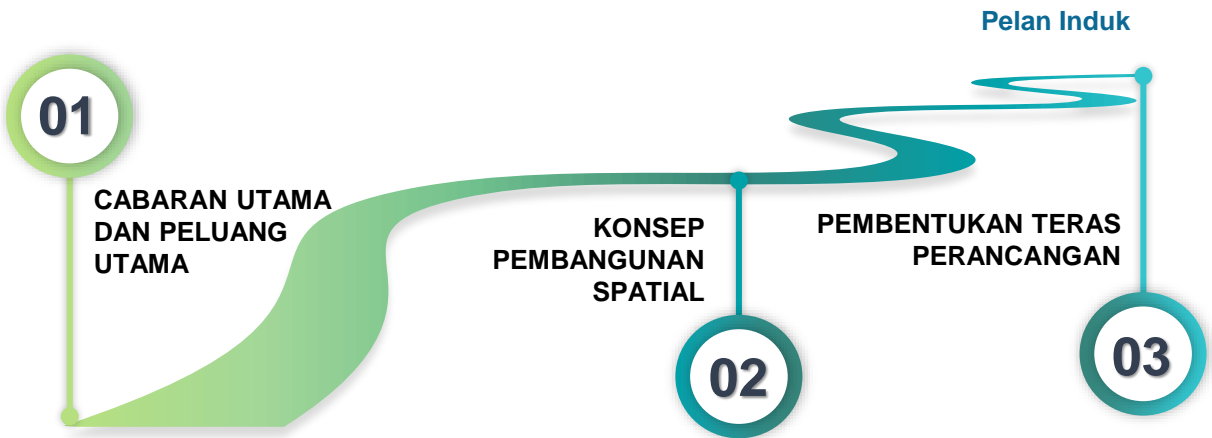 Pelan Induk
01
CABARAN UTAMA
DAN PELUANG
UTAMA
KONSEP
PEMBANGUNAN
SPATIAL
02
PEMBENTUKAN TERAS
PERANCANGAN
03